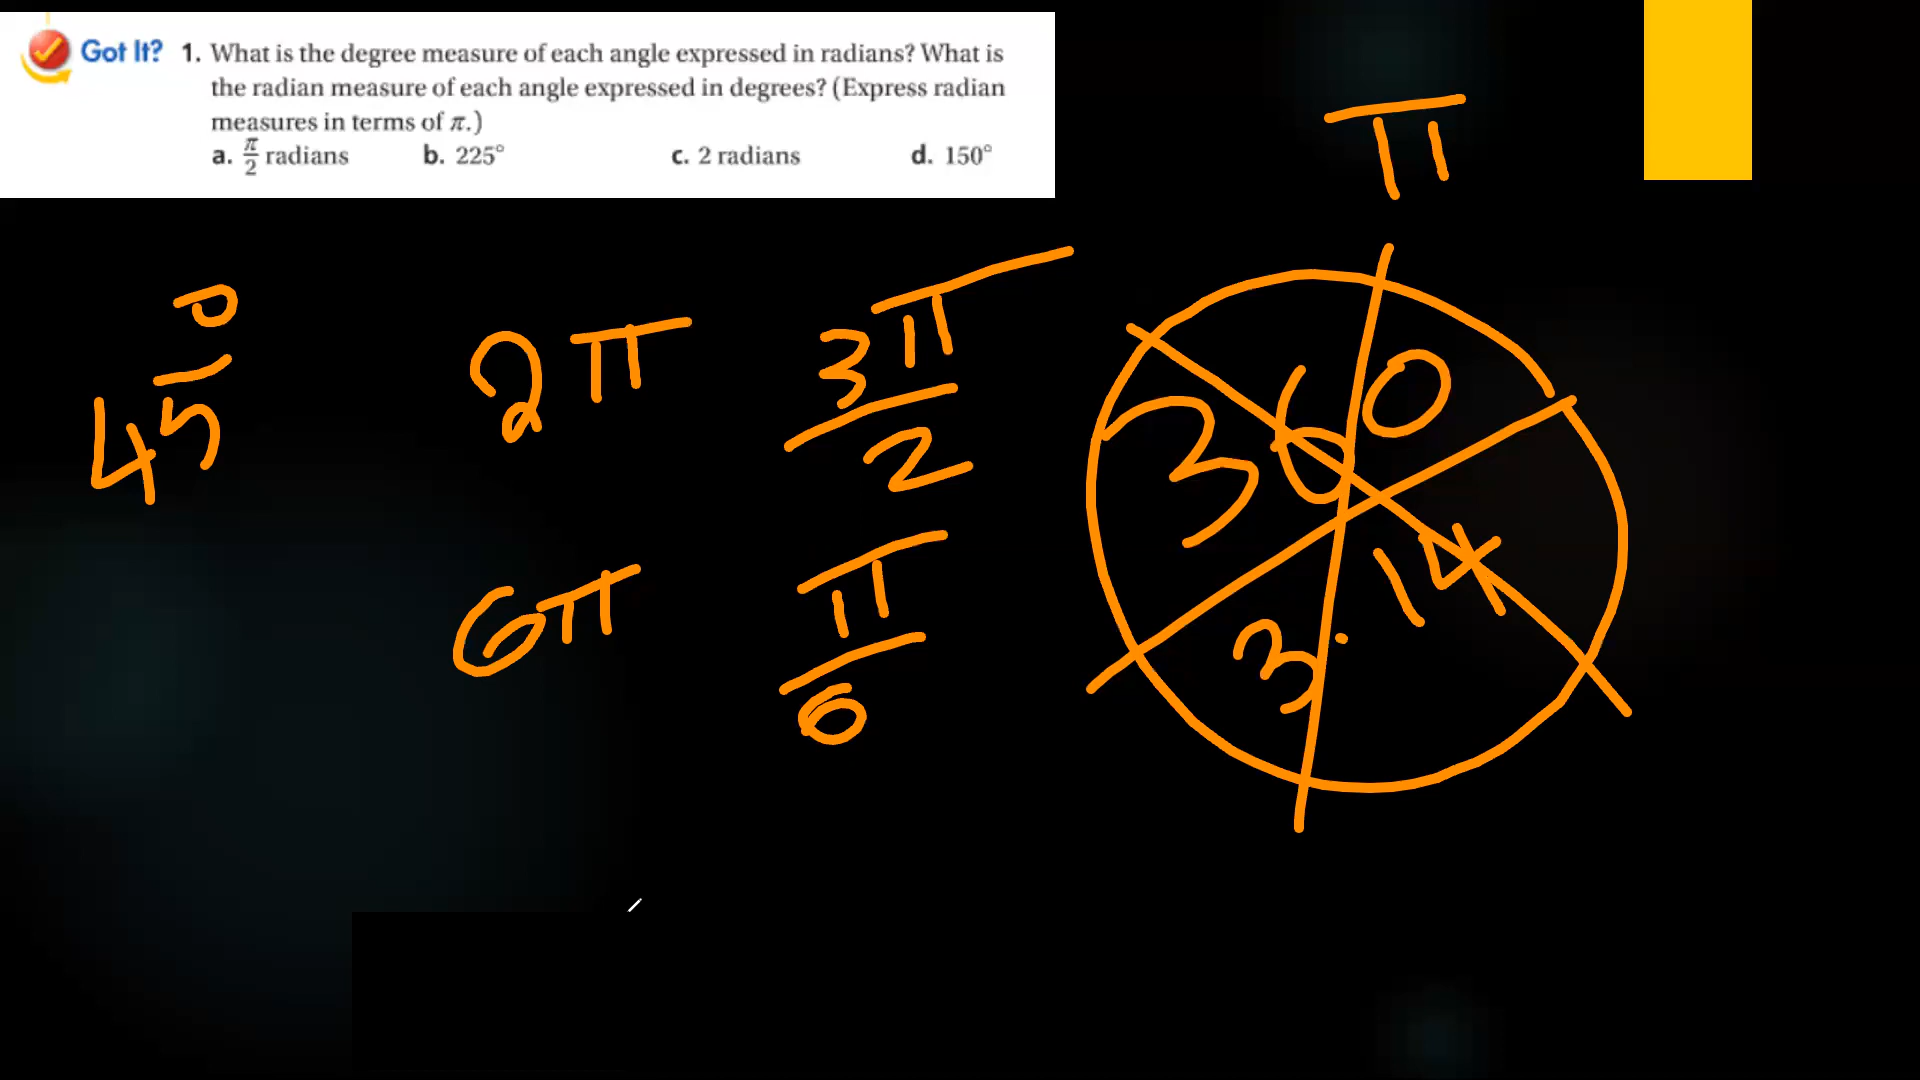 Got It? 1. What is the degree measure of each angle expressed in radians? What is
the radian measure of each angle expressed in degrees? (Express radian
measures in terms of π.)
a. π/2 radians b. 225° c. 2 radians d. 150°
π
45°
2π
3π/2
360
3.14
6π
π/6